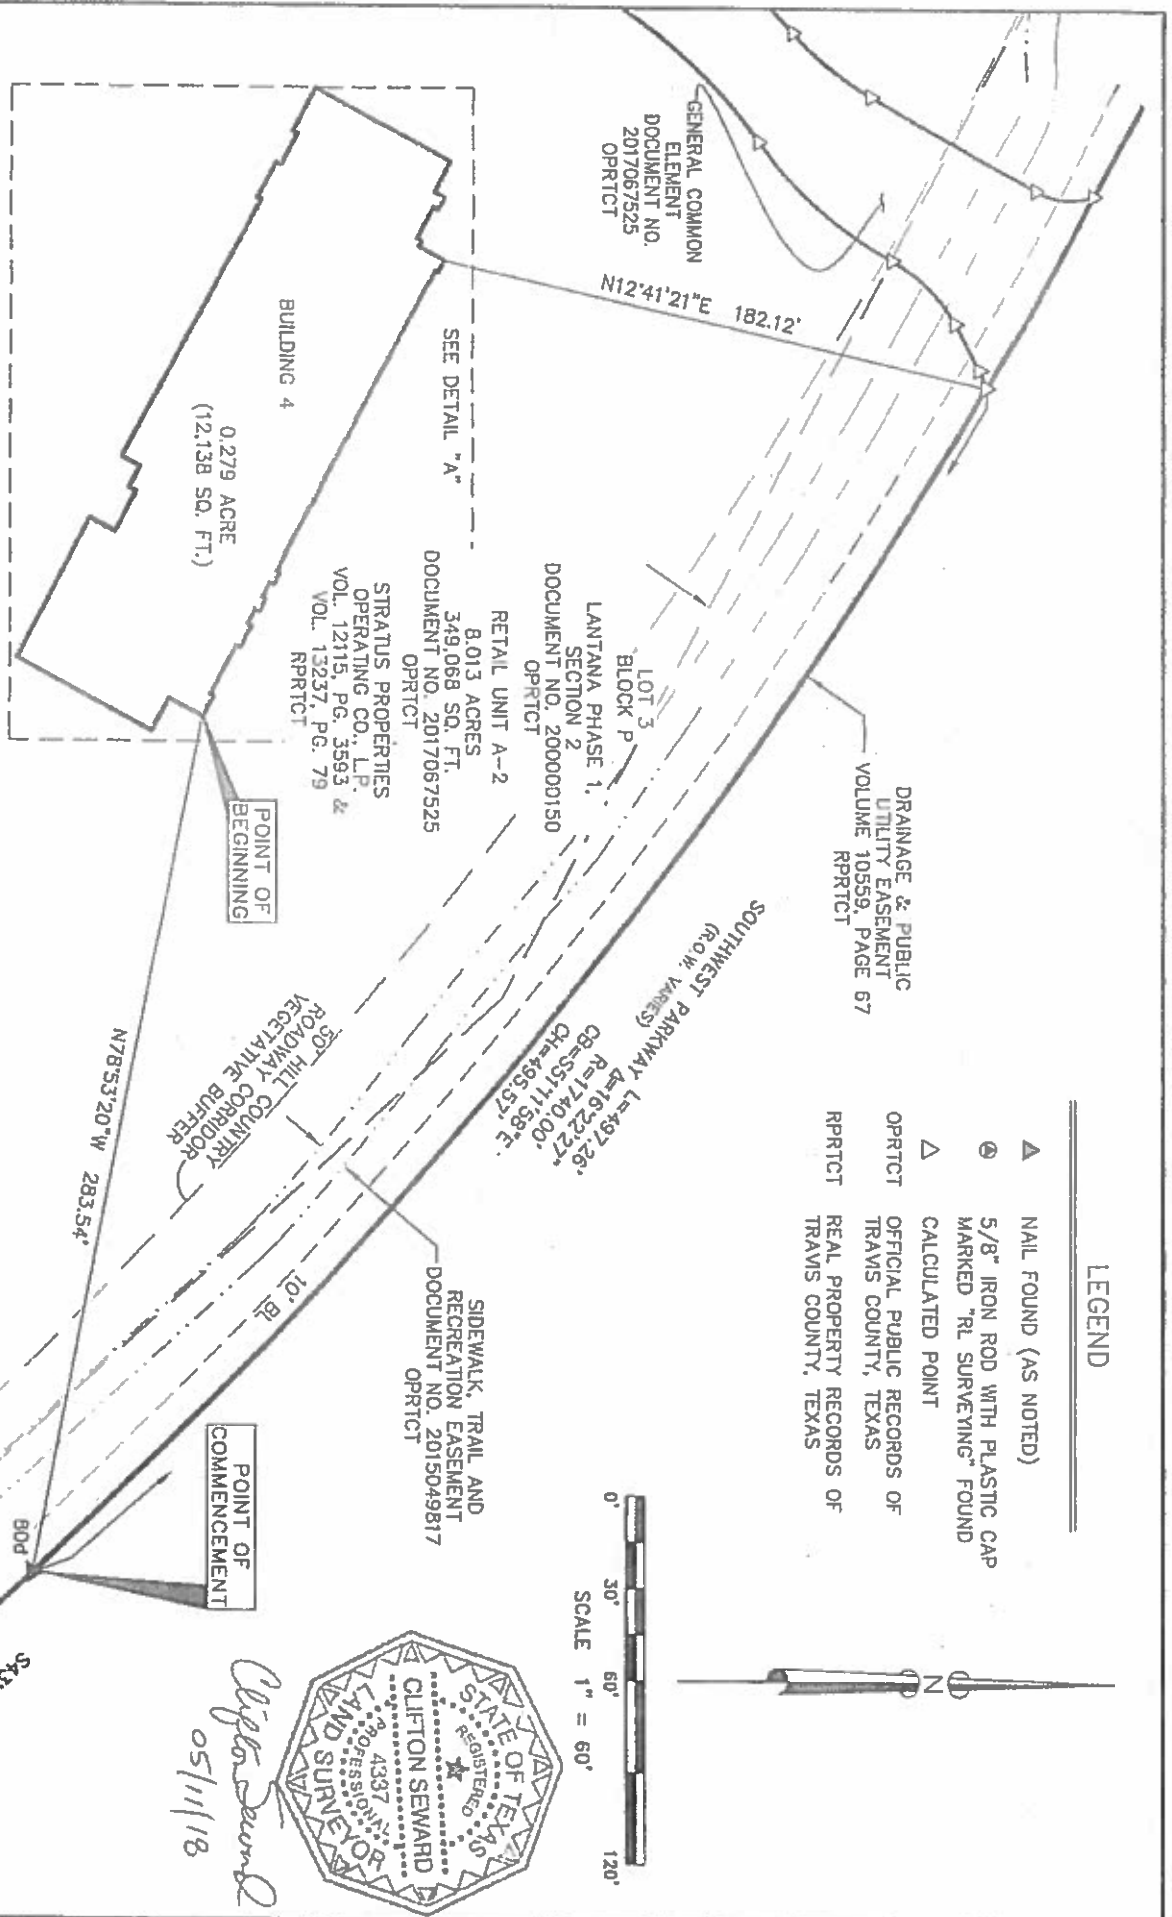 LEGEND
NAIL FOUND (AS NOTED)
5/8" IRON ROD WITH PLASTIC CAP
MARKED "RL SURVEYING" FOUND
CALCULATED POINT
OPRTCT OFFICIAL PUBLIC RECORDS OF
TRAVIS COUNTY, TEXAS
RPRTCT REAL PROPERTY RECORDS OF
TRAVIS COUNTY, TEXAS
N
0' 30' 60' 120'
SCALE 1" = 60'
DRAINAGE & PUBLIC
UTILITY EASEMENT
VOLUME 10559, PAGE 67
RPRTCT
SOUTHWEST PARKWAY
(R.O.W. VARIES)
L=497.26'
Δ=16°22'27"
R=1740.00'
CB=S51°11'58"E
CH=495.57'
GENERAL COMMON
ELEMENT
DOCUMENT NO.
2017067525
OPRTCT
N12°41'21"E 182.12'
SEE DETAIL "A"
BUILDING 4
0.279 ACRE
(12,138 SQ. FT.)
LOT 3
BLOCK P
LANTANA PHASE 1,
SECTION 2
DOCUMENT NO. 200000150
OPRTCT
RETAIL UNIT A-2
8.013 ACRES
349,068 SQ. FT.
DOCUMENT NO. 2017067525
OPRTCT
STRATUS PROPERTIES
OPERATING CO., L.P.
VOL. 12115, PG. 3593 &
VOL. 13237, PG. 79
RPRTCT
POINT OF
BEGINNING
50' HILL COUNTRY
ROADWAY CORRIDOR
VEGETATIVE BUFFER
N78°53'20"W 283.54'
10' BL
SIDEWALK, TRAIL AND
RECREATION EASEMENT
DOCUMENT NO. 2015049817
OPRTCT
POINT OF
COMMENCEMENT
80d
STATE OF TEXAS
REGISTERED
CLIFTON SEWARD
4337
PROFESSIONAL
LAND SURVEYOR
Clifton Seward
05/11/18